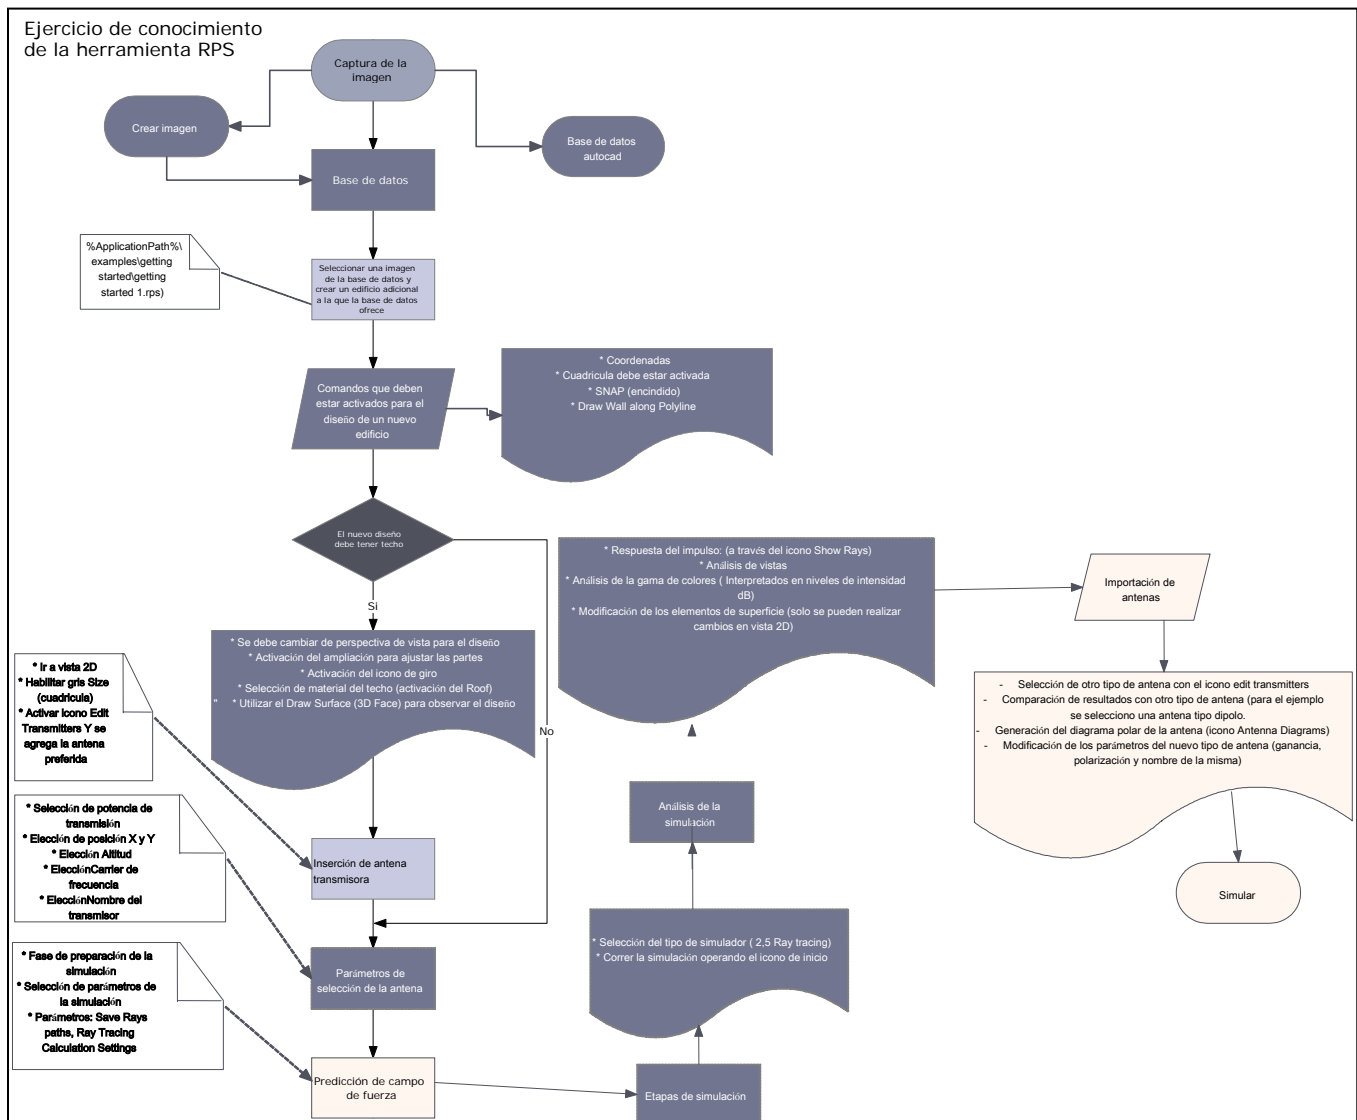 Ejercicio de conocimiento
de la herramienta RPS
Captura de la
imagen
Crear imagen
Base de datos
autocad
Base de datos
%ApplicationPath%\
examples\getting
started\getting
started 1.rps)
Seleccionar una imagen
de la base de datos y
crear un edificio adicional
a la que la base de datos
ofrece
Comandos que deben
estar activados para el
diseño de un nuevo
edificio
* Coordenadas
* Cuadricula debe estar activada
* SNAP (encindido)
* Draw Wall along Polyline
El nuevo diseño
debe tener techo
Si
No
* Se debe cambiar de perspectiva de vista para el diseño
* Activación del ampliación para ajustar las partes
* Activación del icono de giro
* Selección de material del techo (activación del Roof)
" * Utilizar el Draw Surface (3D Face) para observar el diseño
* Ir a vista 2D
* Habilitar gris Size
(cuadricula)
* Activar icono Edit
Transmitters Y se
agrega la antena
preferida
Inserción de antena
transmisora
* Selección de potencia de
transmisión
* Elección de posición X y Y
* Elección Altitud
* ElecciónCarrier de
frecuencia
* ElecciónNombre del
transmisor
Parámetros de
selección de la antena
* Fase de preparación de la
simulación
* Selección de parámetros de
la simulación
* Parámetros: Save Rays
paths, Ray Tracing
Calculation Settings
Predicción de campo
de fuerza
Etapas de simulación
* Selección del tipo de simulador ( 2,5 Ray tracing)
* Correr la simulación operando el icono de inicio
Análisis de la
simulación
* Respuesta del impulso: (a través del icono Show Rays)
* Análisis de vistas
* Análisis de la gama de colores ( Interpretados en niveles de intensidad
dB)
* Modificación de los elementos de superficie (solo se pueden realizar
cambios en vista 2D)
Importación de
antenas
- Selección de otro tipo de antena con el icono edit transmitters
- Comparación de resultados con otro tipo de antena (para el ejemplo
se selecciono una antena tipo dipolo.
- Generación del diagrama polar de la antena (icono Antenna Diagrams)
- Modificación de los parámetros del nuevo tipo de antena (ganancia,
polarización y nombre de la misma)
Simular